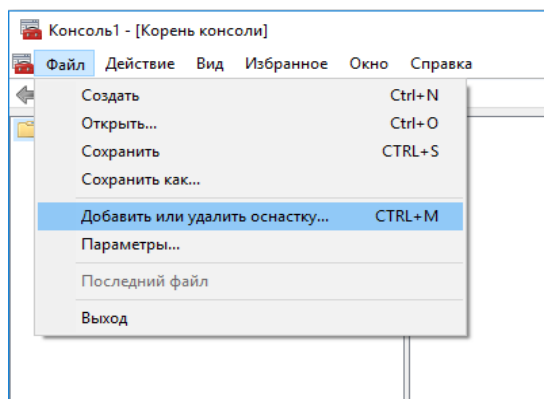 Консоль1 - [Корень консоли]
Файл Действие Вид Избранное Окно Справка
Создать Ctrl+N
Открыть... Ctrl+O
Сохранить CTRL+S
Сохранить как...
Добавить или удалить оснастку... CTRL+M
Параметры...
Последний файл
Выход